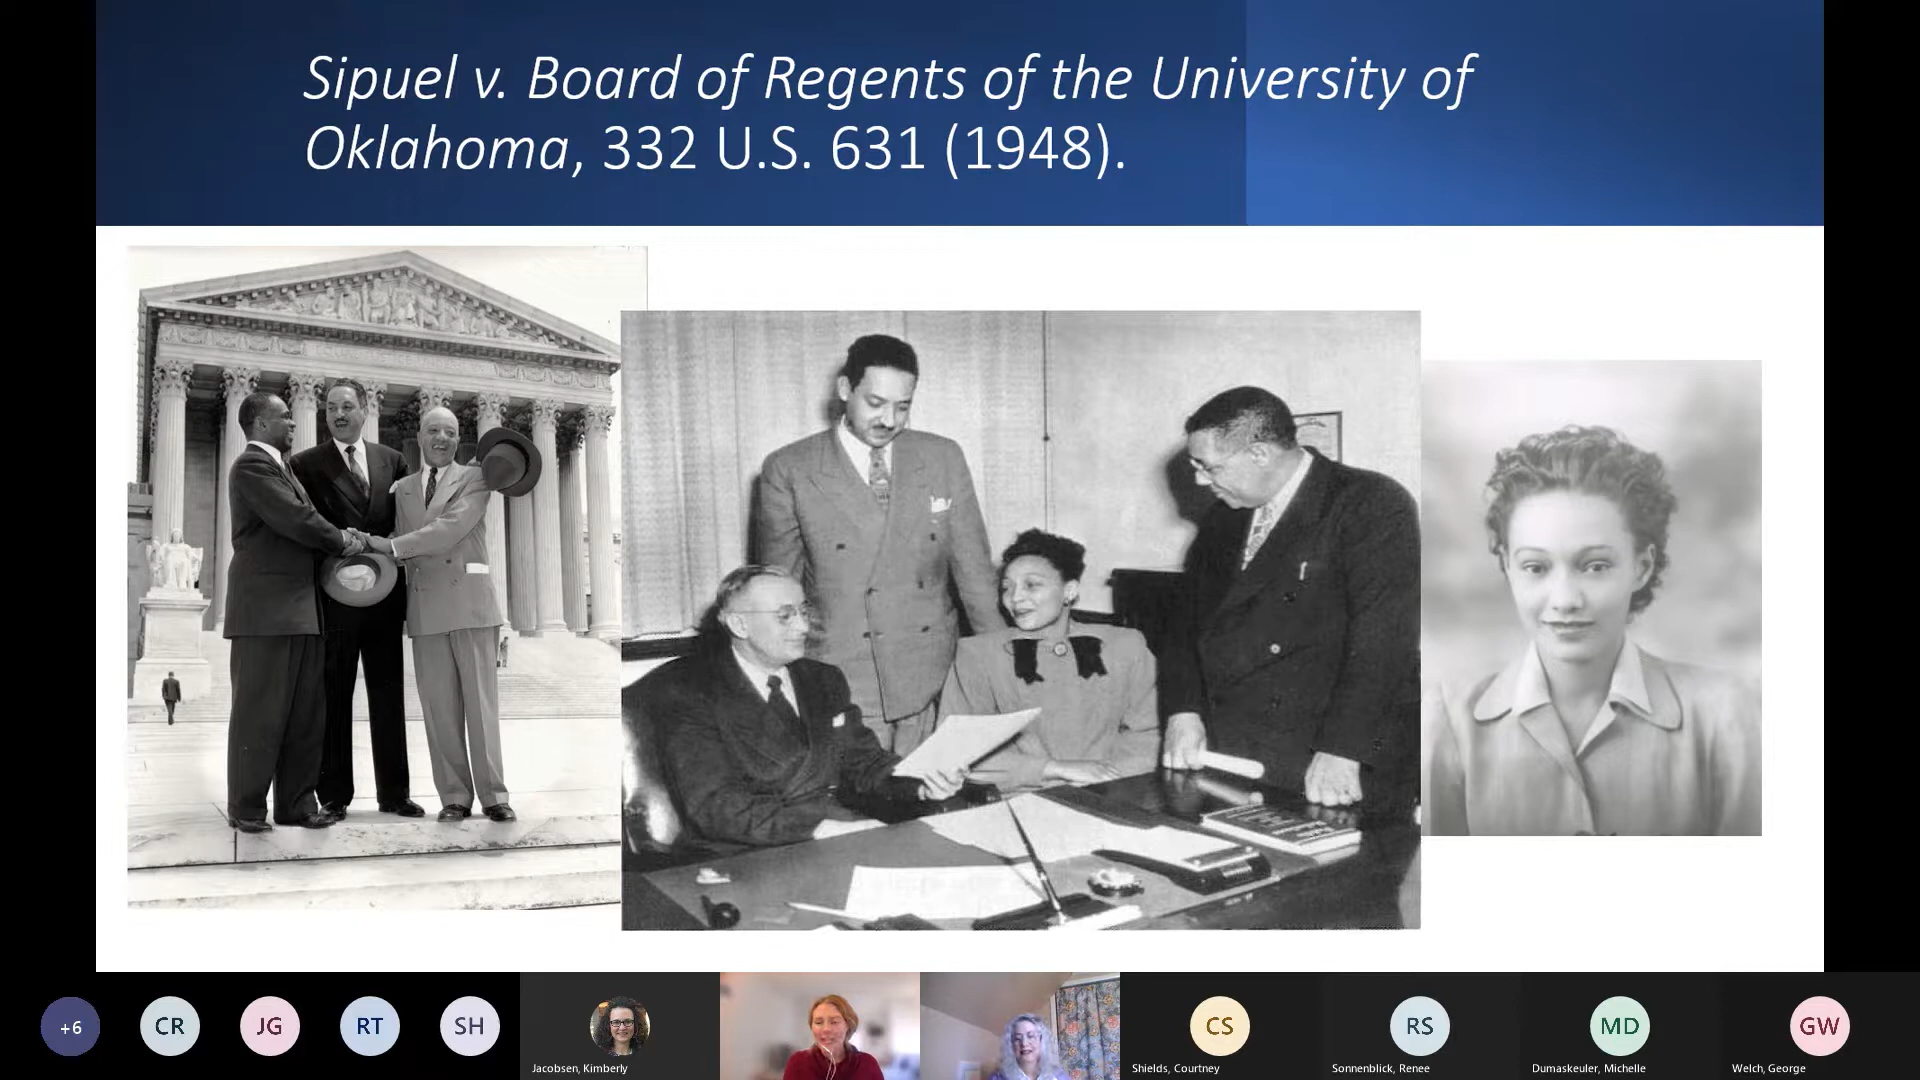 Sipuel v. Board of Regents of the University of
Oklahoma, 332 U.S. 631 (1948).
+6
CR
JG
RT
SH
Jacobsen, Kimberly
CS
Shields, Courtney
RS
Sonnenblick, Renee
MD
Dumaskeuler, Michelle
GW
Welch, George